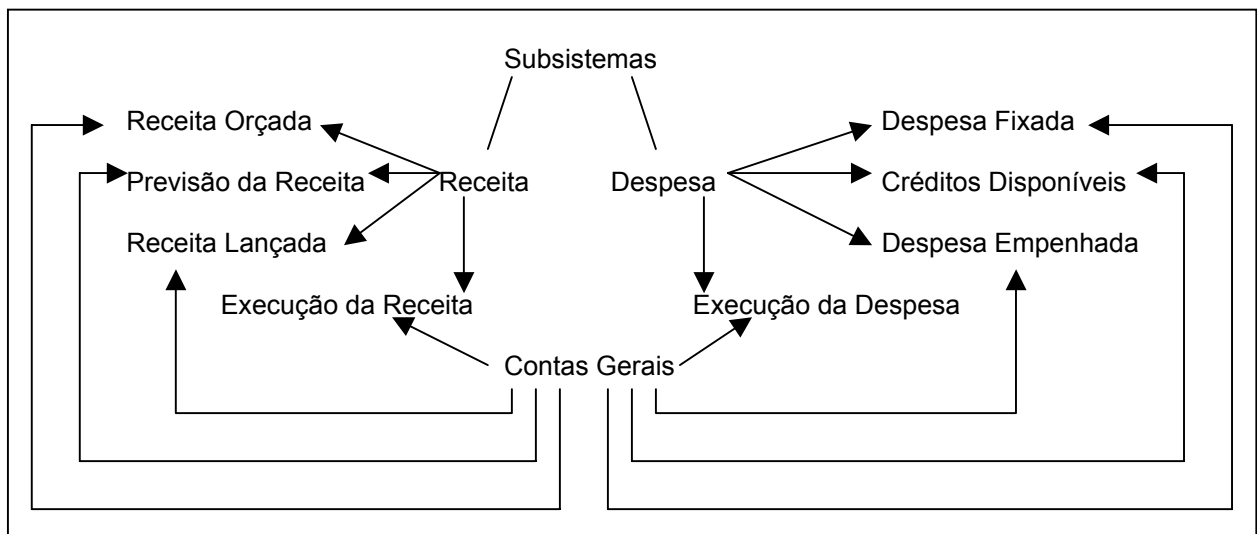 Subsistemas
Receita Orçada
Despesa Fixada
Previsão da Receita
Receita
Despesa
Créditos Disponíveis
Receita Lançada
Despesa Empenhada
Execução da Receita
Execução da Despesa
Contas Gerais